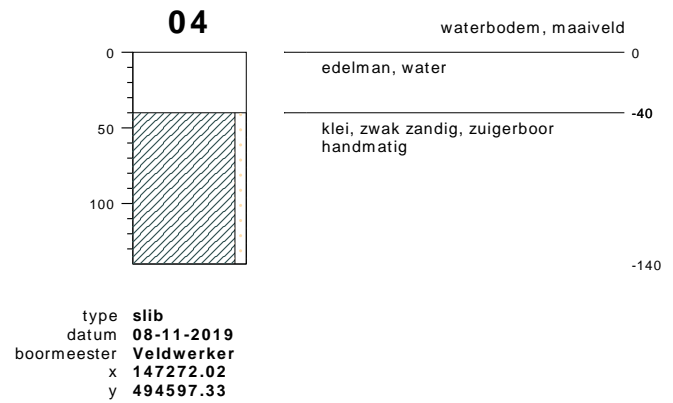 04
waterbodem, maaiveld
0
0
edelman, water
-40
50
klei, zwak zandig, zuigerboor
handmatig
100
-140
type slib
datum 08-11-2019
boormeester Veldwerker
x 147272.02
y 494597.33